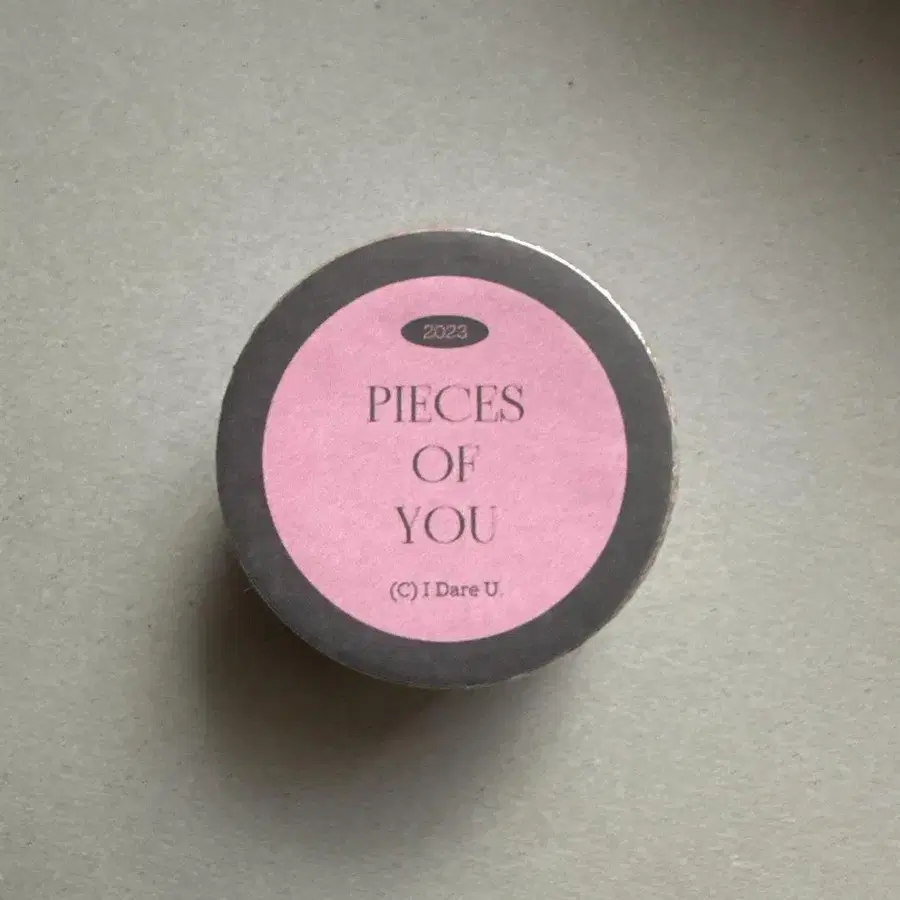 2023
PIECES
OF
YOU
(C) I Dare U.